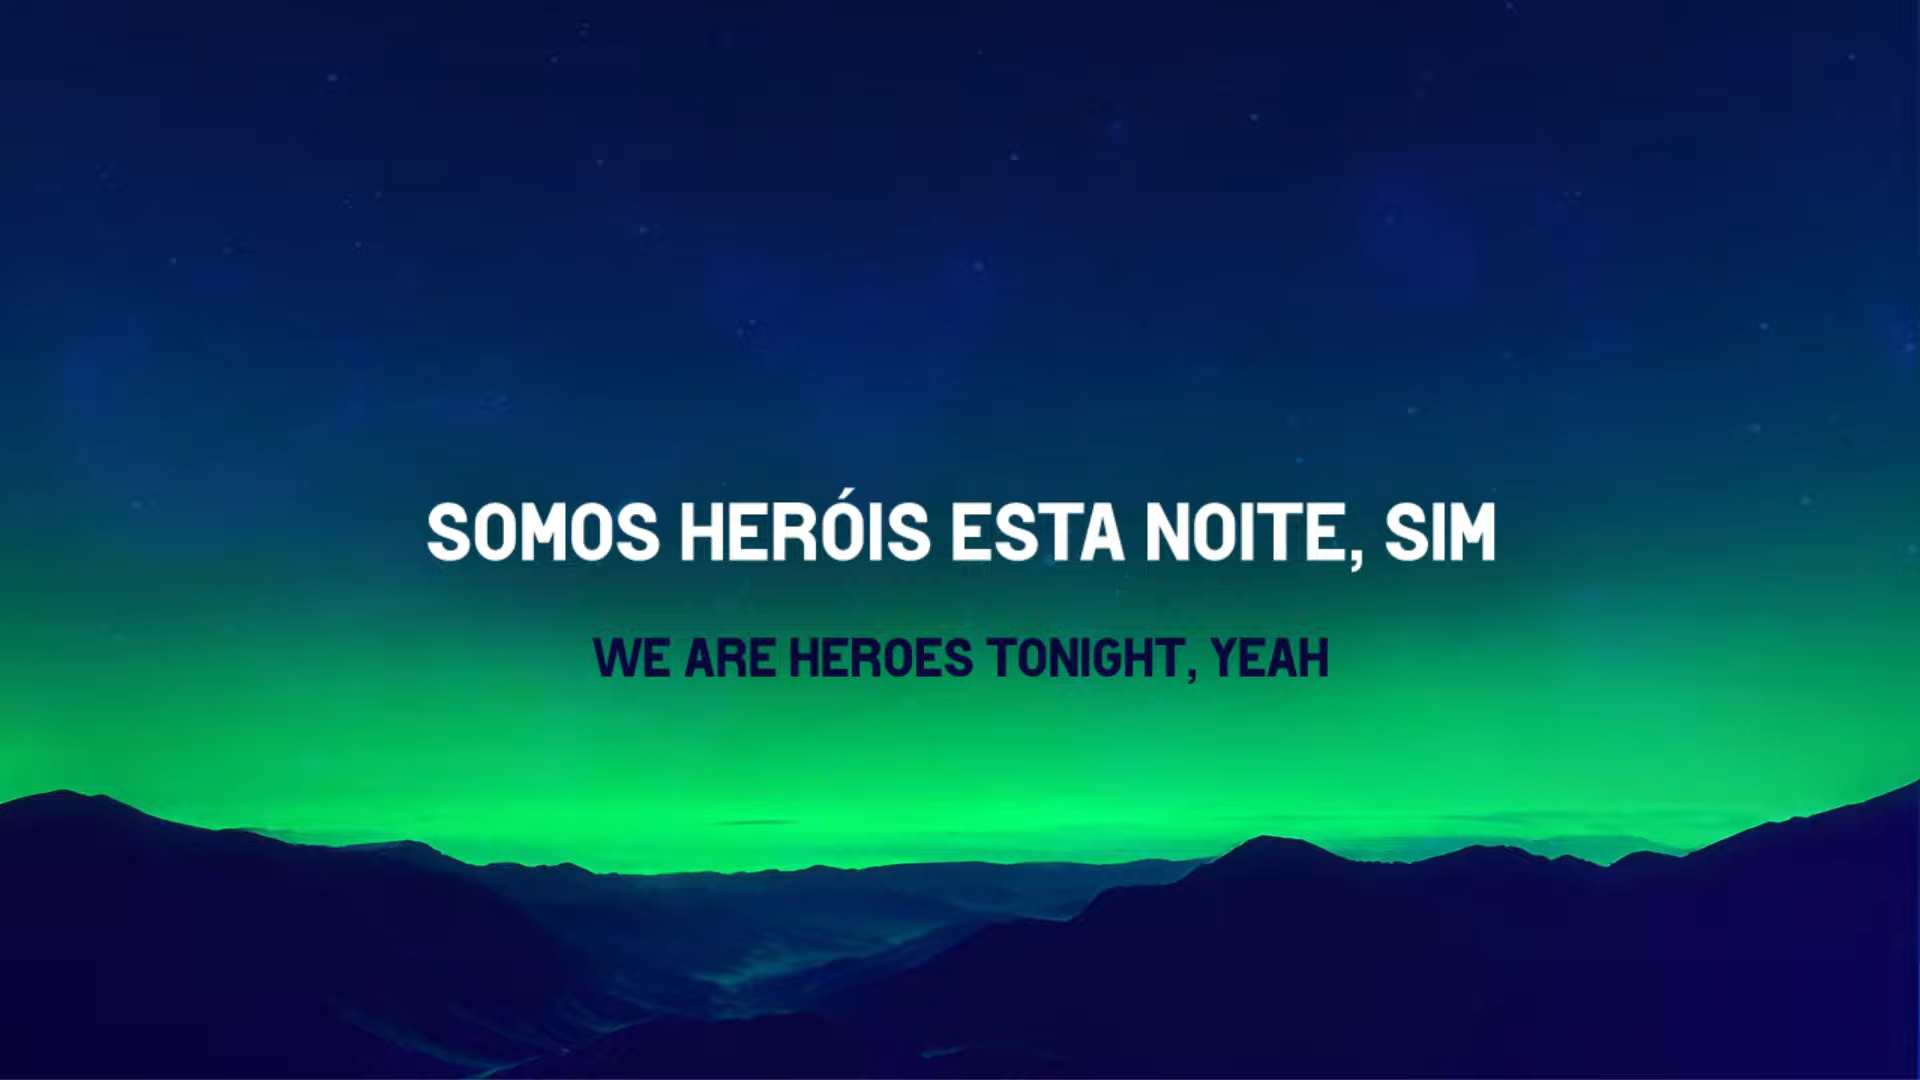 SOMOS HERÓIS ESTA NOITE, SIM
WE ARE HEROES TONIGHT, YEAH